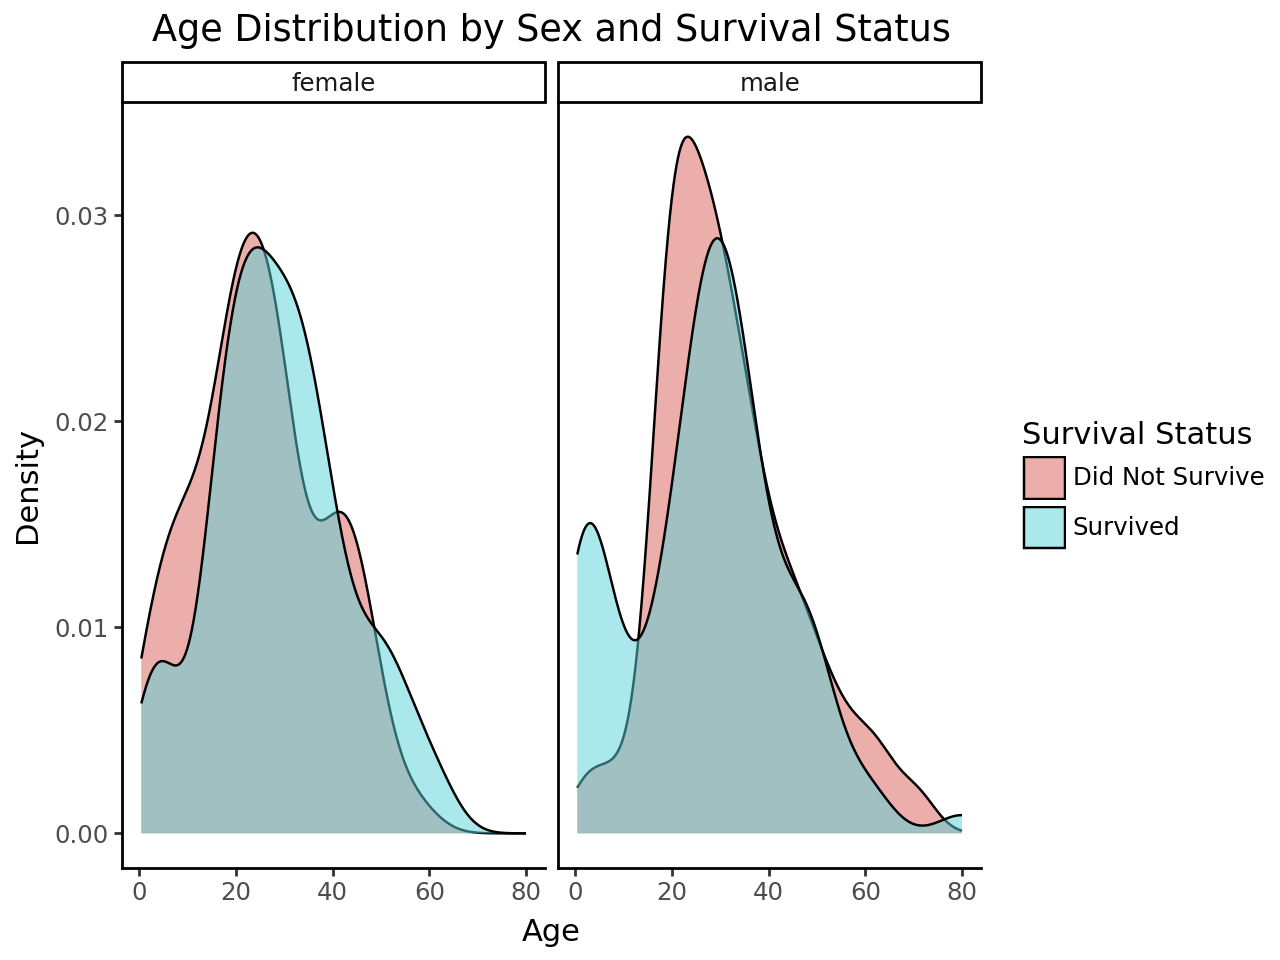 Age Distribution by Sex and Survival Status
female
male
0.03
0.02
0.01
0.00
Density
0 20 40 60 80
0 20 40 60 80
Age
Survival Status
Did Not Survive
Survived